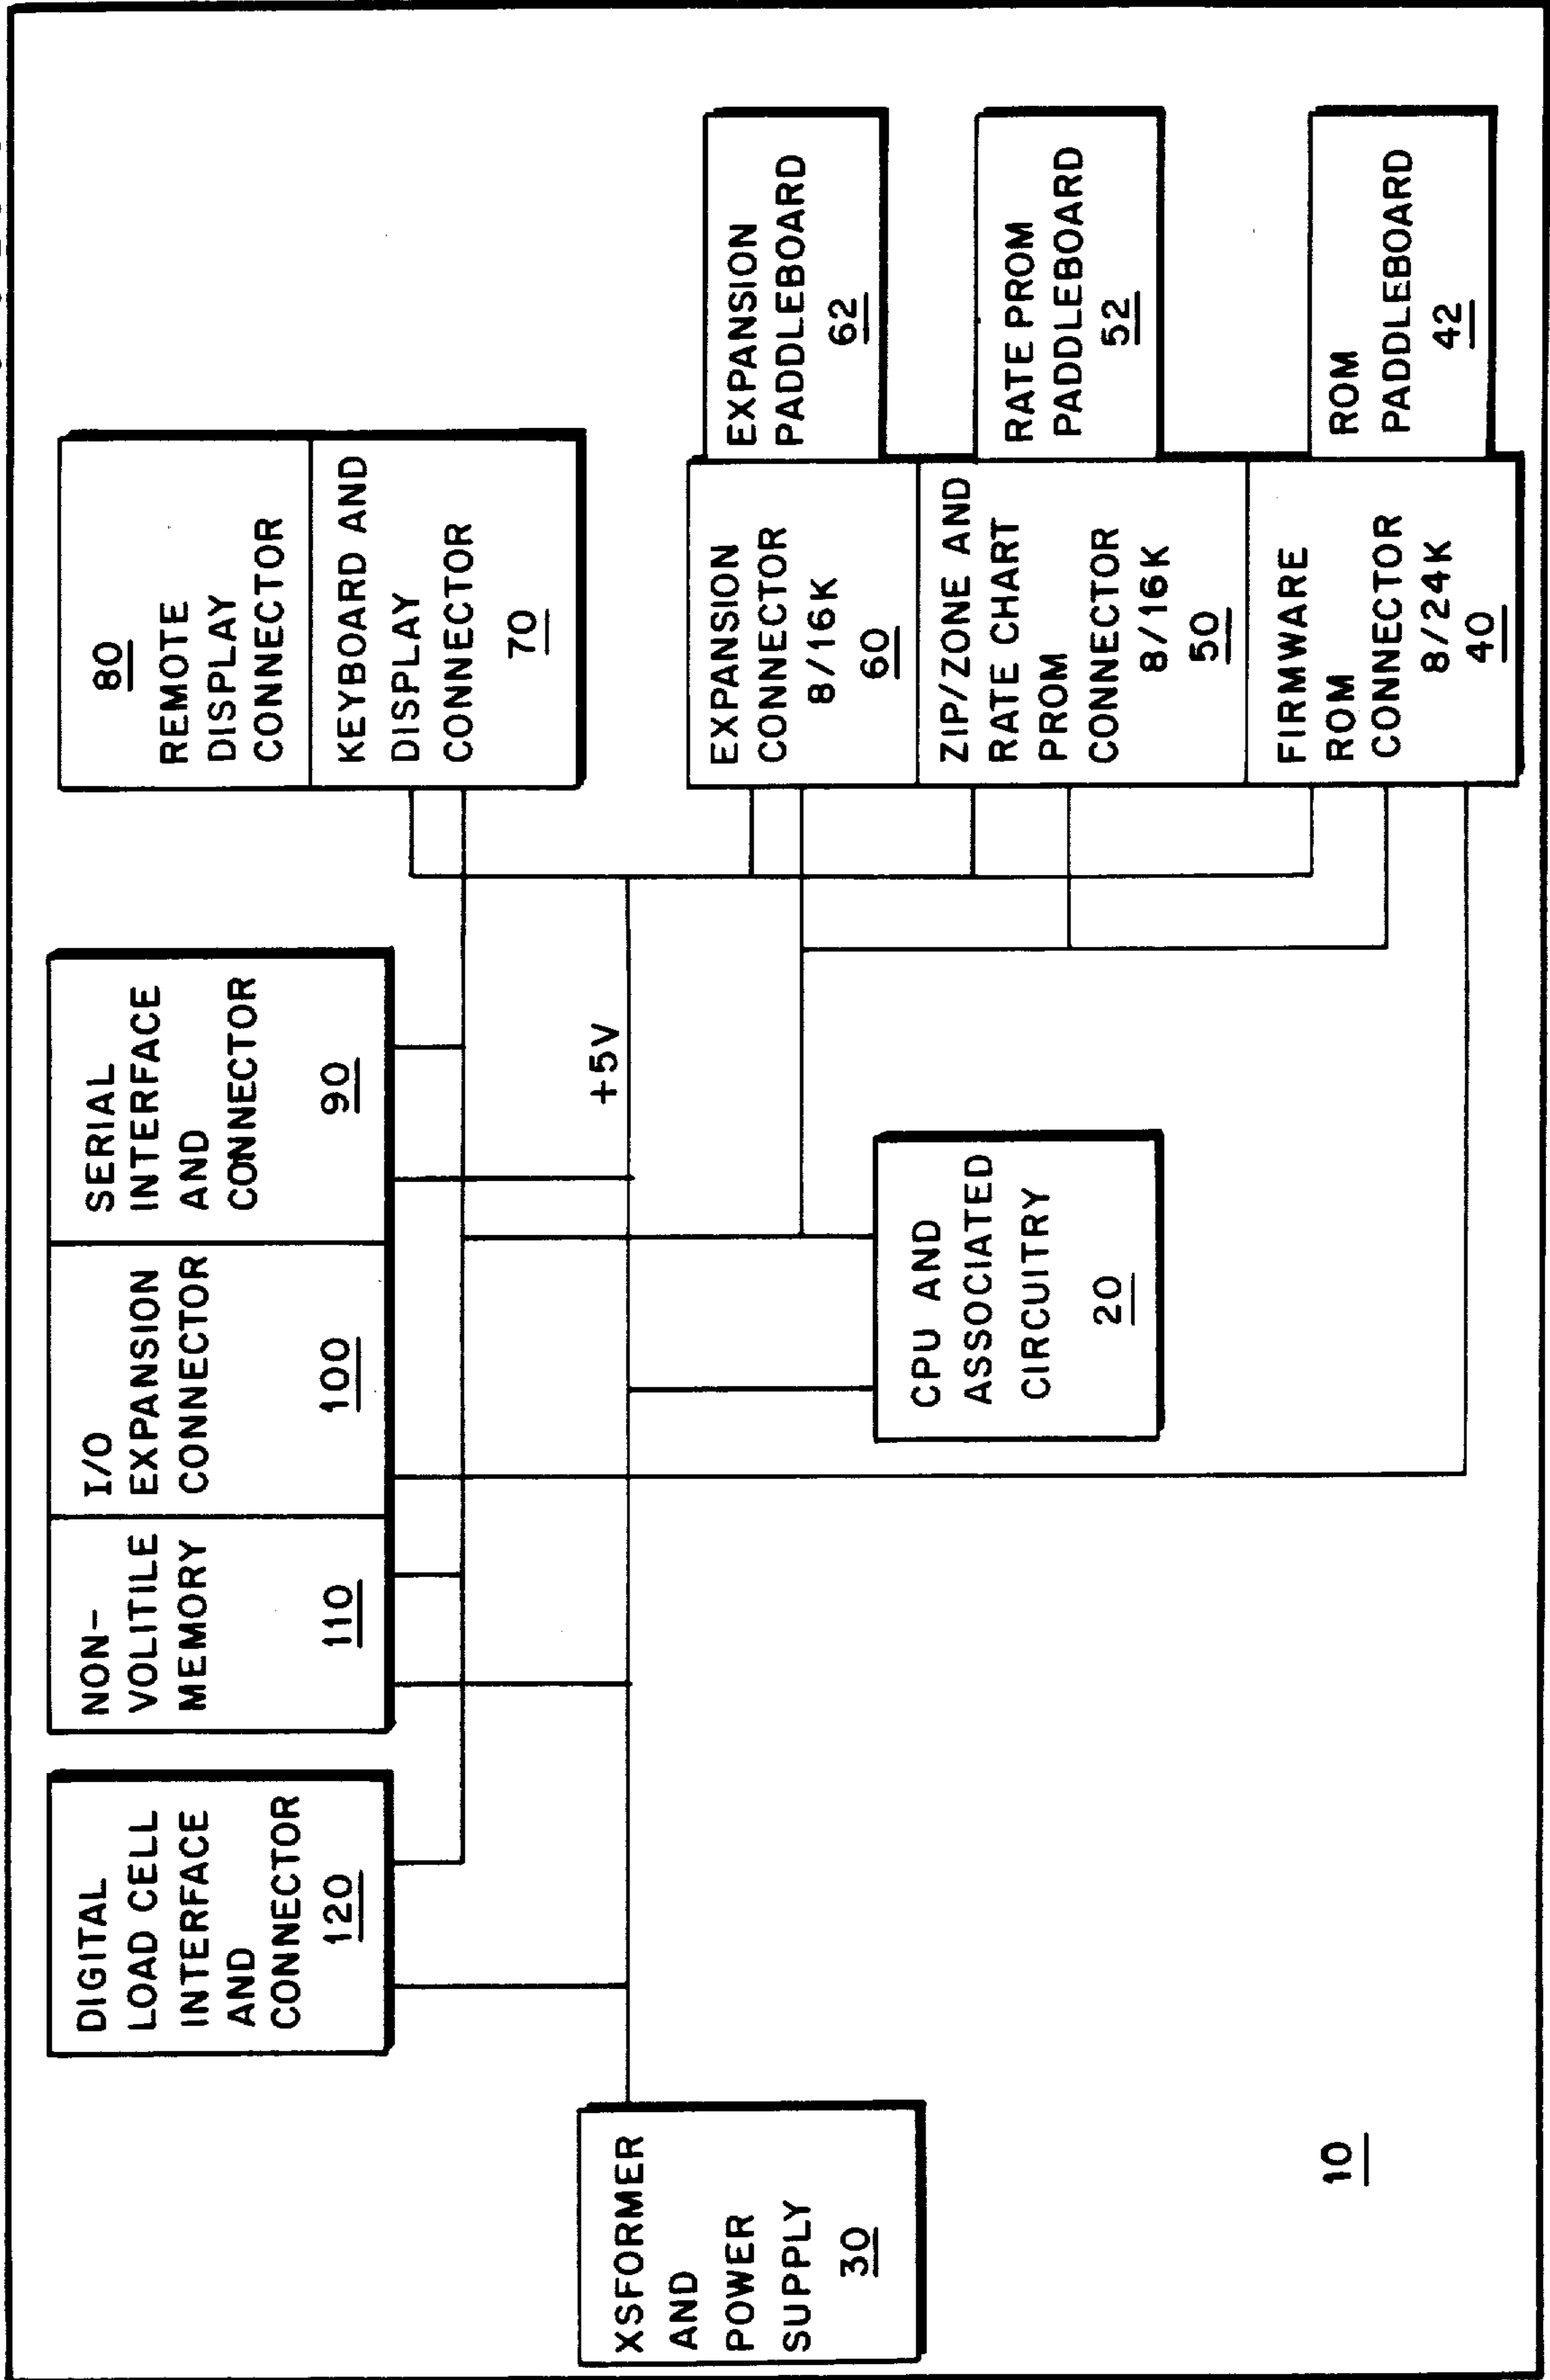 DIGITAL
LOAD CELL
INTERFACE
AND
CONNECTOR
120
NON-
VOLITILE
MEMORY
110
I/O
EXPANSION
CONNECTOR
100
SERIAL
INTERFACE
AND
CONNECTOR
90
80
REMOTE
DISPLAY
CONNECTOR
KEYBOARD AND
DISPLAY
CONNECTOR
70
XSFORMER
AND
POWER
SUPPLY
30
+5V
CPU AND
ASSOCIATED
CIRCUITRY
20
EXPANSION
CONNECTOR
8/16K
60
EXPANSION
PADDLEBOARD
62
ZIP/ZONE AND
RATE CHART
PROM
CONNECTOR
8/16K
50
RATE PROM
PADDLEBOARD
52
FIRMWARE
ROM
CONNECTOR
8/24K
40
ROM
PADDLEBOARD
42
10